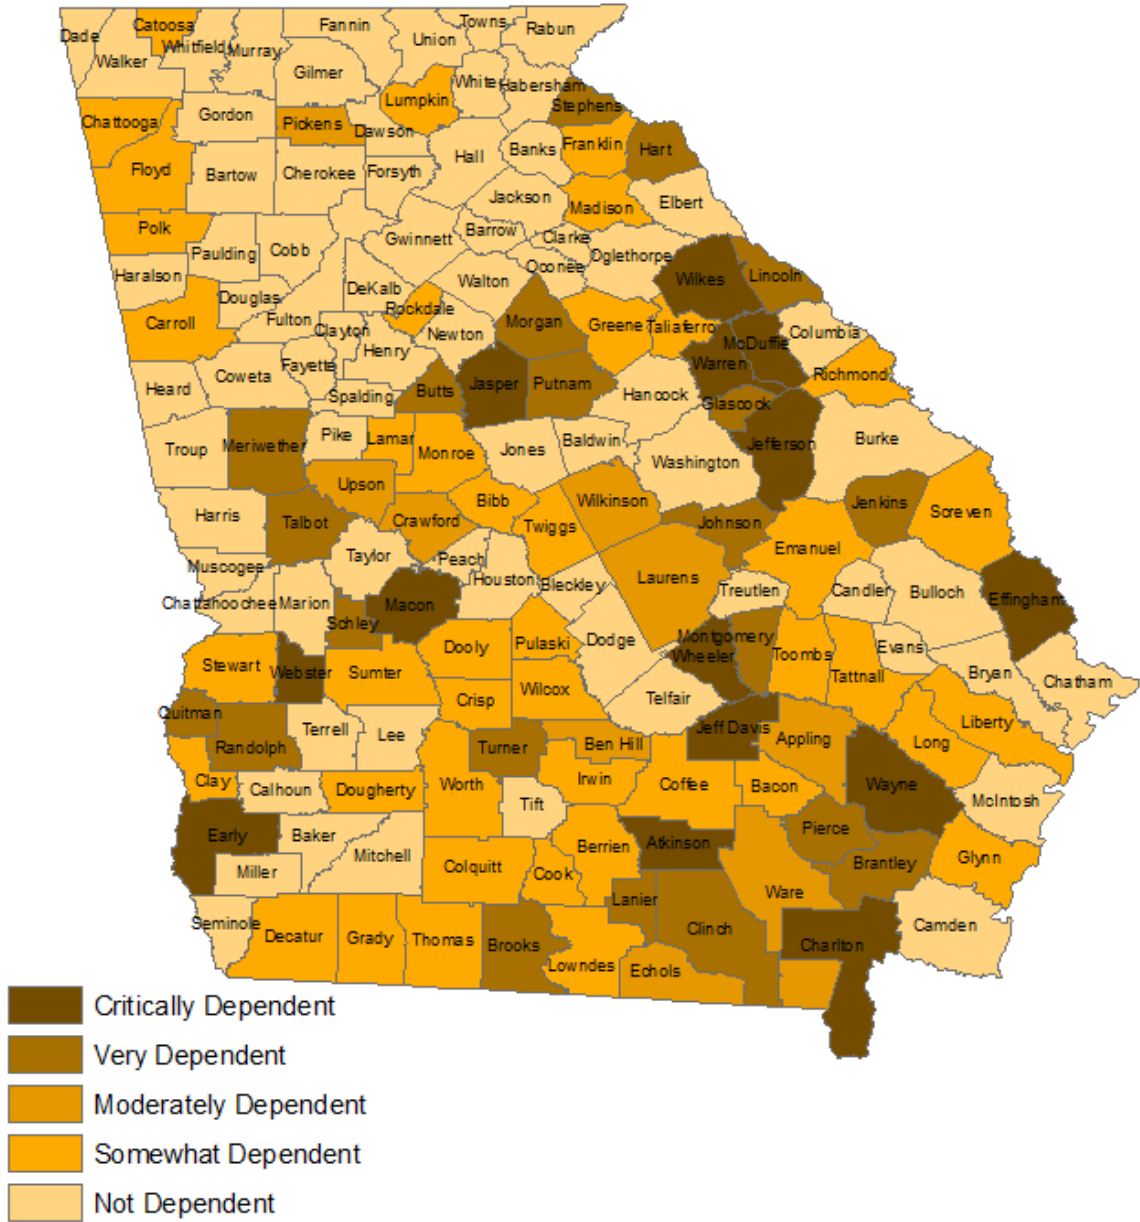 Dade
Catoosa
Whitfield
Murray
Fannin
Towns
Union
Rabun
Walker
Gilmer
White
Habersham
Lumpkin
Stephens
Chattooga
Gordon
Pickens
Dawson
Banks
Franklin
Hart
Hall
Floyd
Bartow
Cherokee
Forsyth
Jackson
Madison
Elbert
Polk
Paulding
Cobb
Gwinnett
Barrow
Clarke
Oglethorpe
Oconee
Haralson
Walton
Wilkes
Lincoln
DeKalb
Douglas
Rockdale
Carroll
Fulton
Clayton
Newton
Morgan
Greene
Taliaferro
Columbia
McDuffie
Henry
Fayette
Coweta
Warren
Richmond
Heard
Spalding
Butts
Jasper
Putnam
Hancock
Glascock
Troup
Meriwether
Pike
Lamar
Monroe
Jones
Baldwin
Washington
Jefferson
Burke
Upson
Bibb
Wilkinson
Jenkins
Screven
Harris
Talbot
Crawford
Twiggs
Johnson
Emanuel
Taylor
Peach
Muscogee
Houston
Bleckley
Laurens
Treutlen
Candler
Bulloch
Effingham
Chattahoochee
Marion
Macon
Schley
Dooly
Pulaski
Dodge
Montgomery
Wheeler
Toombs
Evans
Tattnall
Bryan
Chatham
Stewart
Webster
Sumter
Crisp
Wilcox
Telfair
Quitman
Randolph
Terrell
Lee
Turner
Ben Hill
Jeff Davis
Appling
Long
Liberty
Clay
Calhoun
Dougherty
Worth
Tift
Irwin
Coffee
Bacon
Wayne
McIntosh
Early
Baker
Mitchell
Miller
Colquitt
Cook
Berrien
Atkinson
Pierce
Brantley
Glynn
Ware
Lanier
Clinch
Charlton
Camden
Seminole
Decatur
Grady
Thomas
Brooks
Lowndes
Echols
Critically Dependent
Very Dependent
Moderately Dependent
Somewhat Dependent
Not Dependent